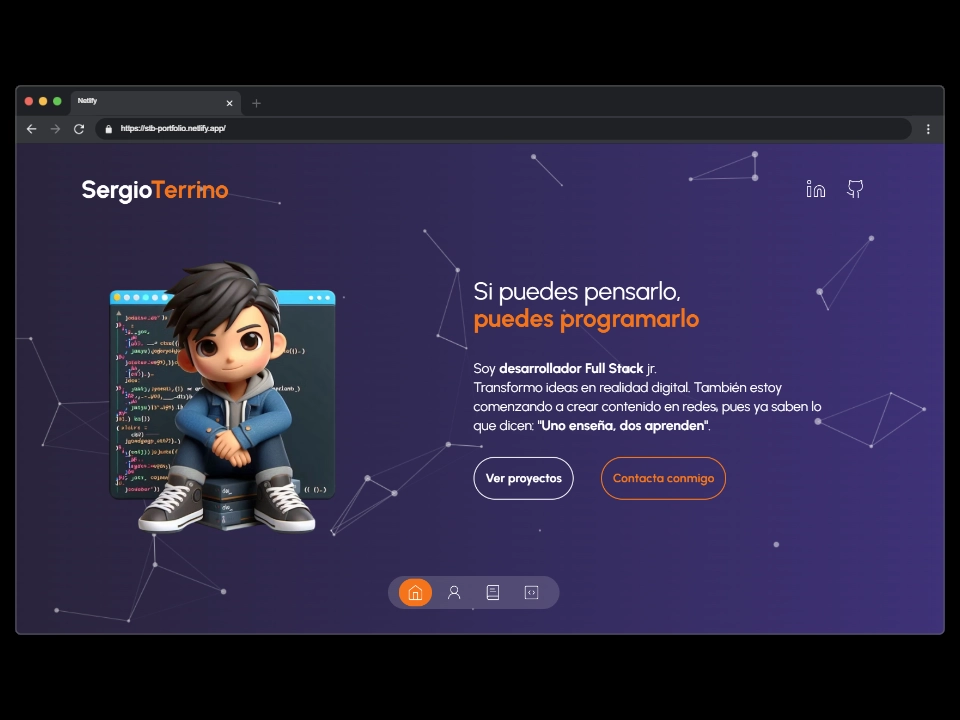 Netlify
https://stb-portfolio.netlify.app/
SergioTerrino
Si puedes pensarlo,
puedes programarlo
Soy desarrollador Full Stack jr.
Transformo ideas en realidad digital. También estoy
comenzando a crear contenido en redes, pues ya saben lo
que dicen: "Uno enseña, dos aprenden".
Ver proyectos
Contacta conmigo